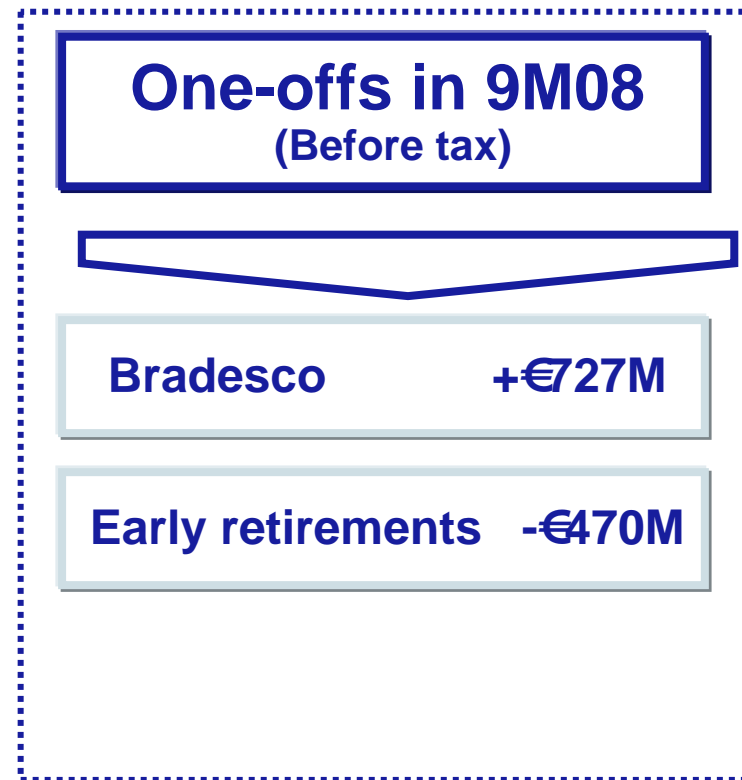 One-offs in 9M08
(Before tax)
Bradesco +€727M
Early retirements -€470M